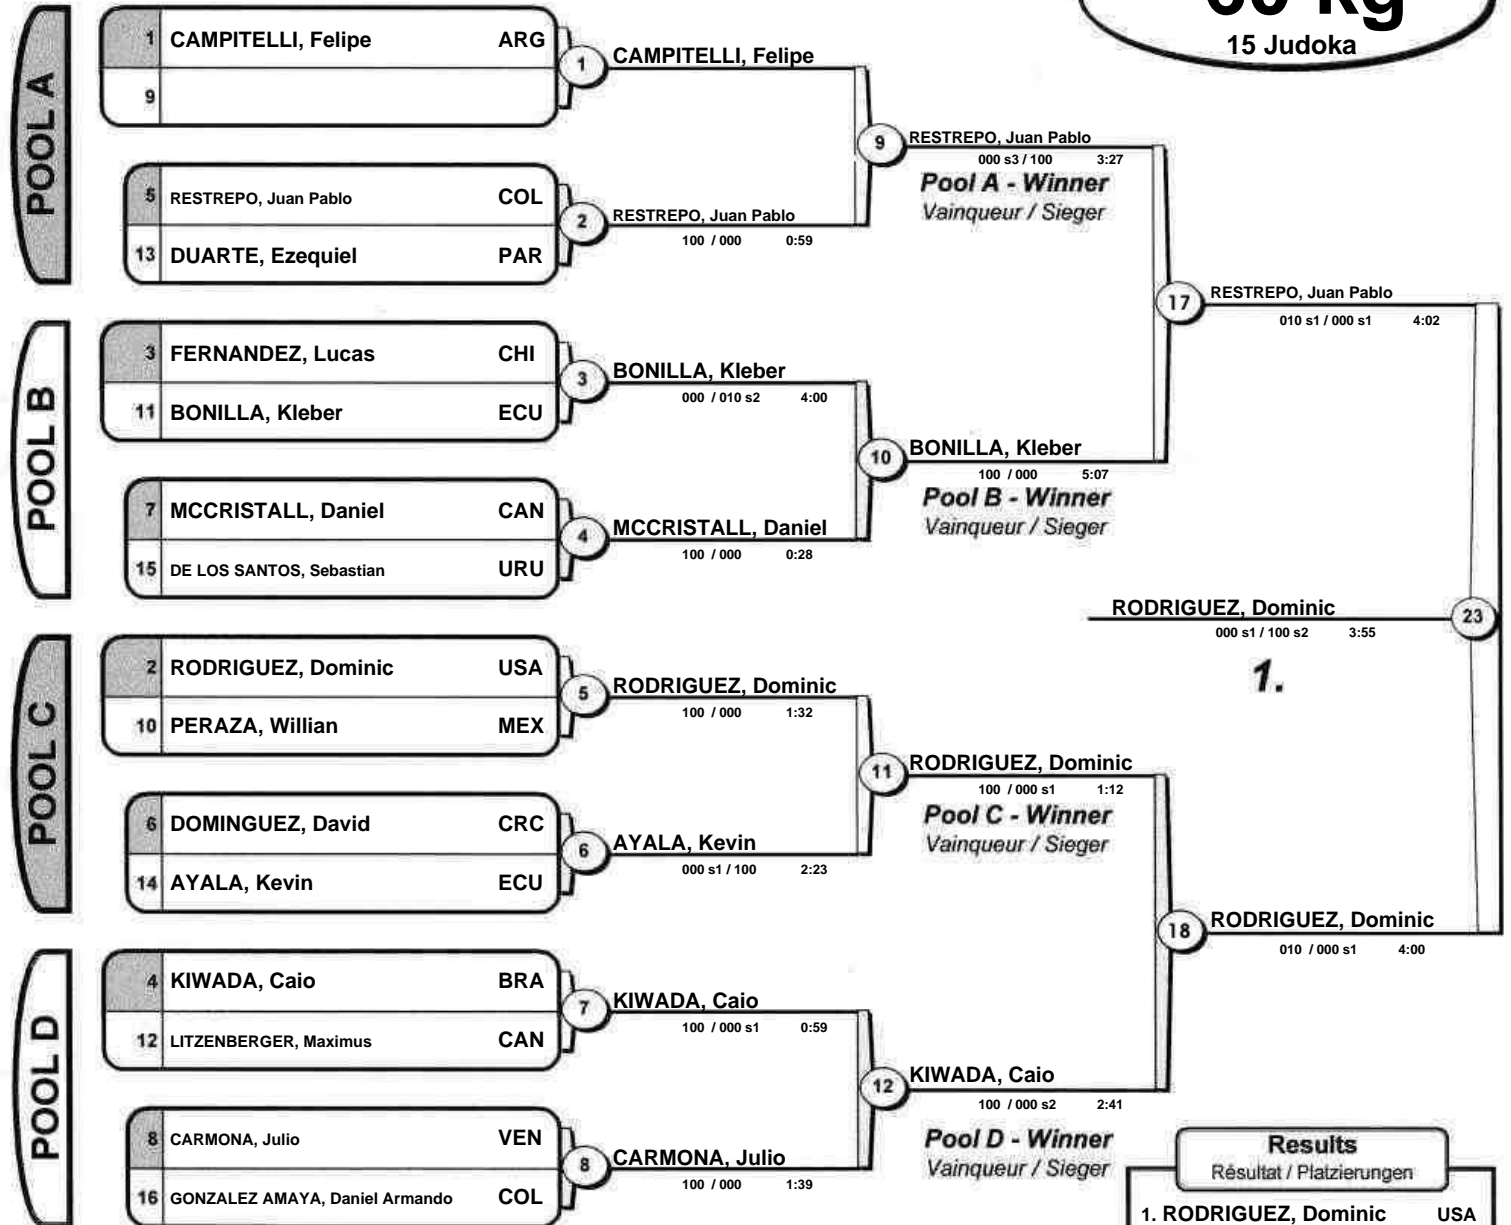 60 kg
15 Judoka
POOL A
1 CAMPITELLI, Felipe ARG
9
1 CAMPITELLI, Felipe
5 RESTREPO, Juan Pablo COL
13 DUARTE, Ezequiel PAR
2 RESTREPO, Juan Pablo
100 / 000 0:59
9 RESTREPO, Juan Pablo
000 s3 / 100 3:27
Pool A - Winner
Vainqueur / Sieger
POOL B
3 FERNANDEZ, Lucas CHI
11 BONILLA, Kleber ECU
3 BONILLA, Kleber
000 / 010 s2 4:00
7 MCCRISTALL, Daniel CAN
15 DE LOS SANTOS, Sebastian URU
4 MCCRISTALL, Daniel
100 / 000 0:28
10 BONILLA, Kleber
100 / 000 5:07
Pool B - Winner
Vainqueur / Sieger
17 RESTREPO, Juan Pablo
010 s1 / 000 s1 4:02
RODRIGUEZ, Dominic 23
000 s1 / 100 s2 3:55
1.
POOL C
2 RODRIGUEZ, Dominic USA
10 PERAZA, Willian MEX
5 RODRIGUEZ, Dominic
100 / 000 1:32
6 DOMINGUEZ, David CRC
14 AYALA, Kevin ECU
6 AYALA, Kevin
000 s1 / 100 2:23
11 RODRIGUEZ, Dominic
100 / 000 s1 1:12
Pool C - Winner
Vainqueur / Sieger
POOL D
4 KIWADA, Caio BRA
12 LITZENBERGER, Maximus CAN
7 KIWADA, Caio
100 / 000 s1 0:59
8 CARMONA, Julio VEN
16 GONZALEZ AMAYA, Daniel Armando COL
8 CARMONA, Julio
100 / 000 1:39
12 KIWADA, Caio
100 / 000 s2 2:41
Pool D - Winner
Vainqueur / Sieger
18 RODRIGUEZ, Dominic
010 / 000 s1 4:00
Results
Résultat / Platzierungen
1. RODRIGUEZ, Dominic USA